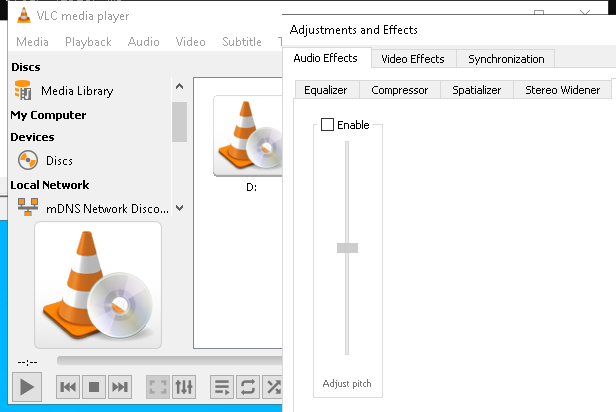 VLC media player
Media Playback Audio Video Subtitle
Discs
Media Library
My Computer
Devices
Discs
Local Network
mDNS Network Disco...
D:
--:--
Adjustments and Effects
Audio Effects Video Effects Synchronization
Equalizer Compressor Spatializer Stereo Widener
Enable
Adjust pitch